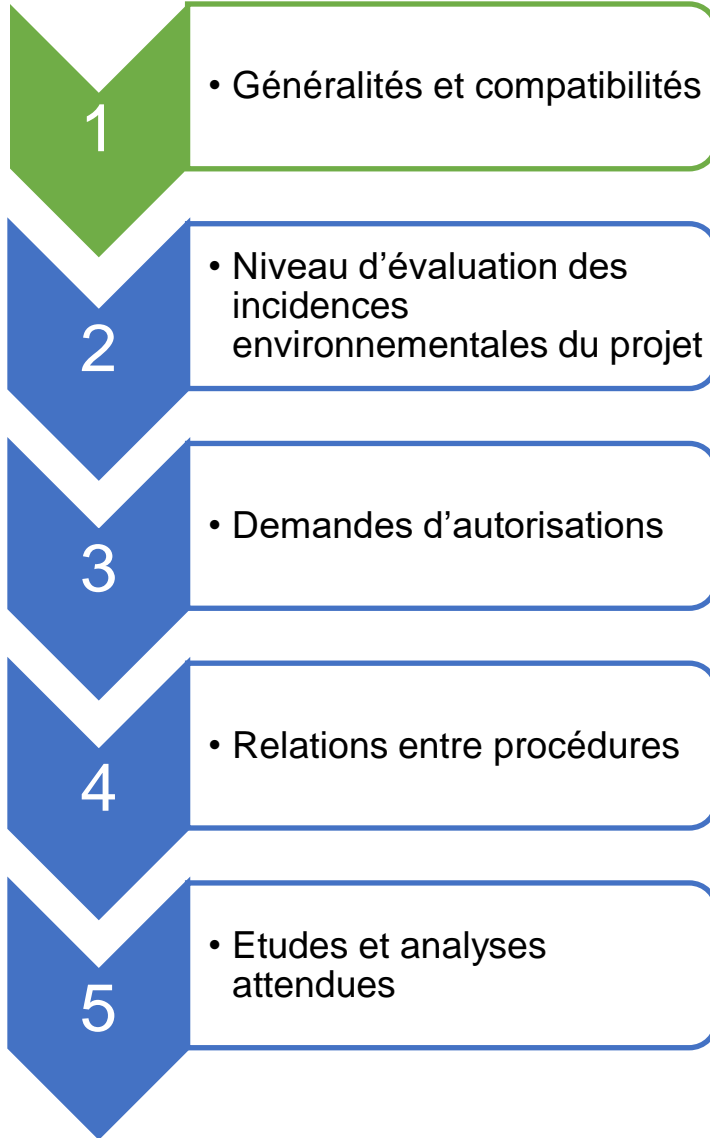 1
• Généralités et compatibilités
2
• Niveau d’évaluation des
incidences
environnementales du projet
3
• Demandes d’autorisations
4
• Relations entre procédures
5
• Etudes et analyses
attendues